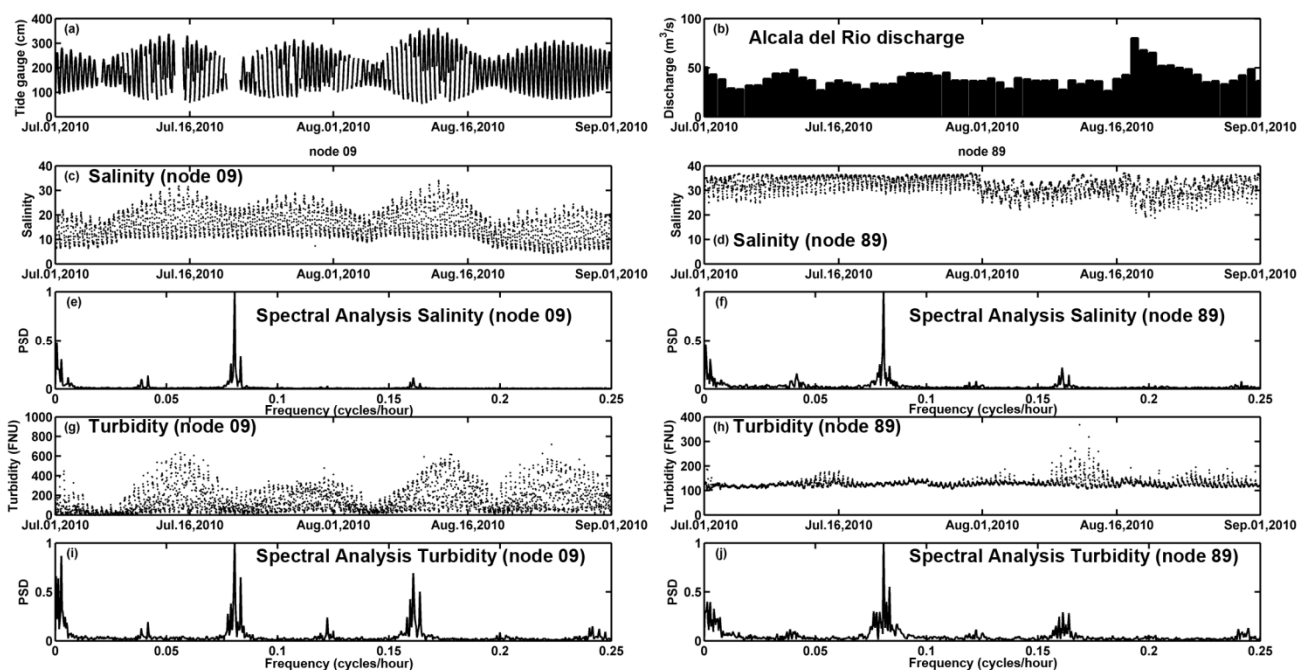 (a)
Tide gauge (cm)
400
300
200
100
0
Jul.01,2010 Jul.16,2010 Aug.01,2010 Aug.16,2010 Sep.01,2010
(b)
Alcala del Rio discharge
Discharge (m³/s)
100
50
0
Jul.01,2010 Jul.16,2010 Aug.01,2010 Aug.16,2010 Sep.01,2010
node 09
(c) Salinity (node 09)
Salinity
40
30
20
10
0
Jul.01,2010 Jul.16,2010 Aug.01,2010 Aug.16,2010 Sep.01,2010
node 89
(d) Salinity (node 89)
Salinity
40
30
20
10
0
Jul.01,2010 Jul.16,2010 Aug.01,2010 Aug.16,2010 Sep.01,2010
(e) Spectral Analysis Salinity (node 09)
PSD
1
0.5
0
0 0.05 0.1 0.15 0.2 0.25
Frequency (cycles/hour)
(f) Spectral Analysis Salinity (node 89)
PSD
1
0.5
0
0 0.05 0.1 0.15 0.2 0.25
Frequency (cycles/hour)
(g) Turbidity (node 09)
Turbidity (FNU)
1000
800
600
400
200
0
Jul.01,2010 Jul.16,2010 Aug.01,2010 Aug.16,2010 Sep.01,2010
(h) Turbidity (node 89)
Turbidity (FNU)
400
300
200
100
0
Jul.01,2010 Jul.16,2010 Aug.01,2010 Aug.16,2010 Sep.01,2010
(i) Spectral Analysis Turbidity (node 09)
PSD
1
0.5
0
0 0.05 0.1 0.15 0.2 0.25
Frequency (cycles/hour)
(j) Spectral Analysis Turbidity (node 89)
PSD
1
0.5
0
0 0.05 0.1 0.15 0.2 0.25
Frequency (cycles/hour)